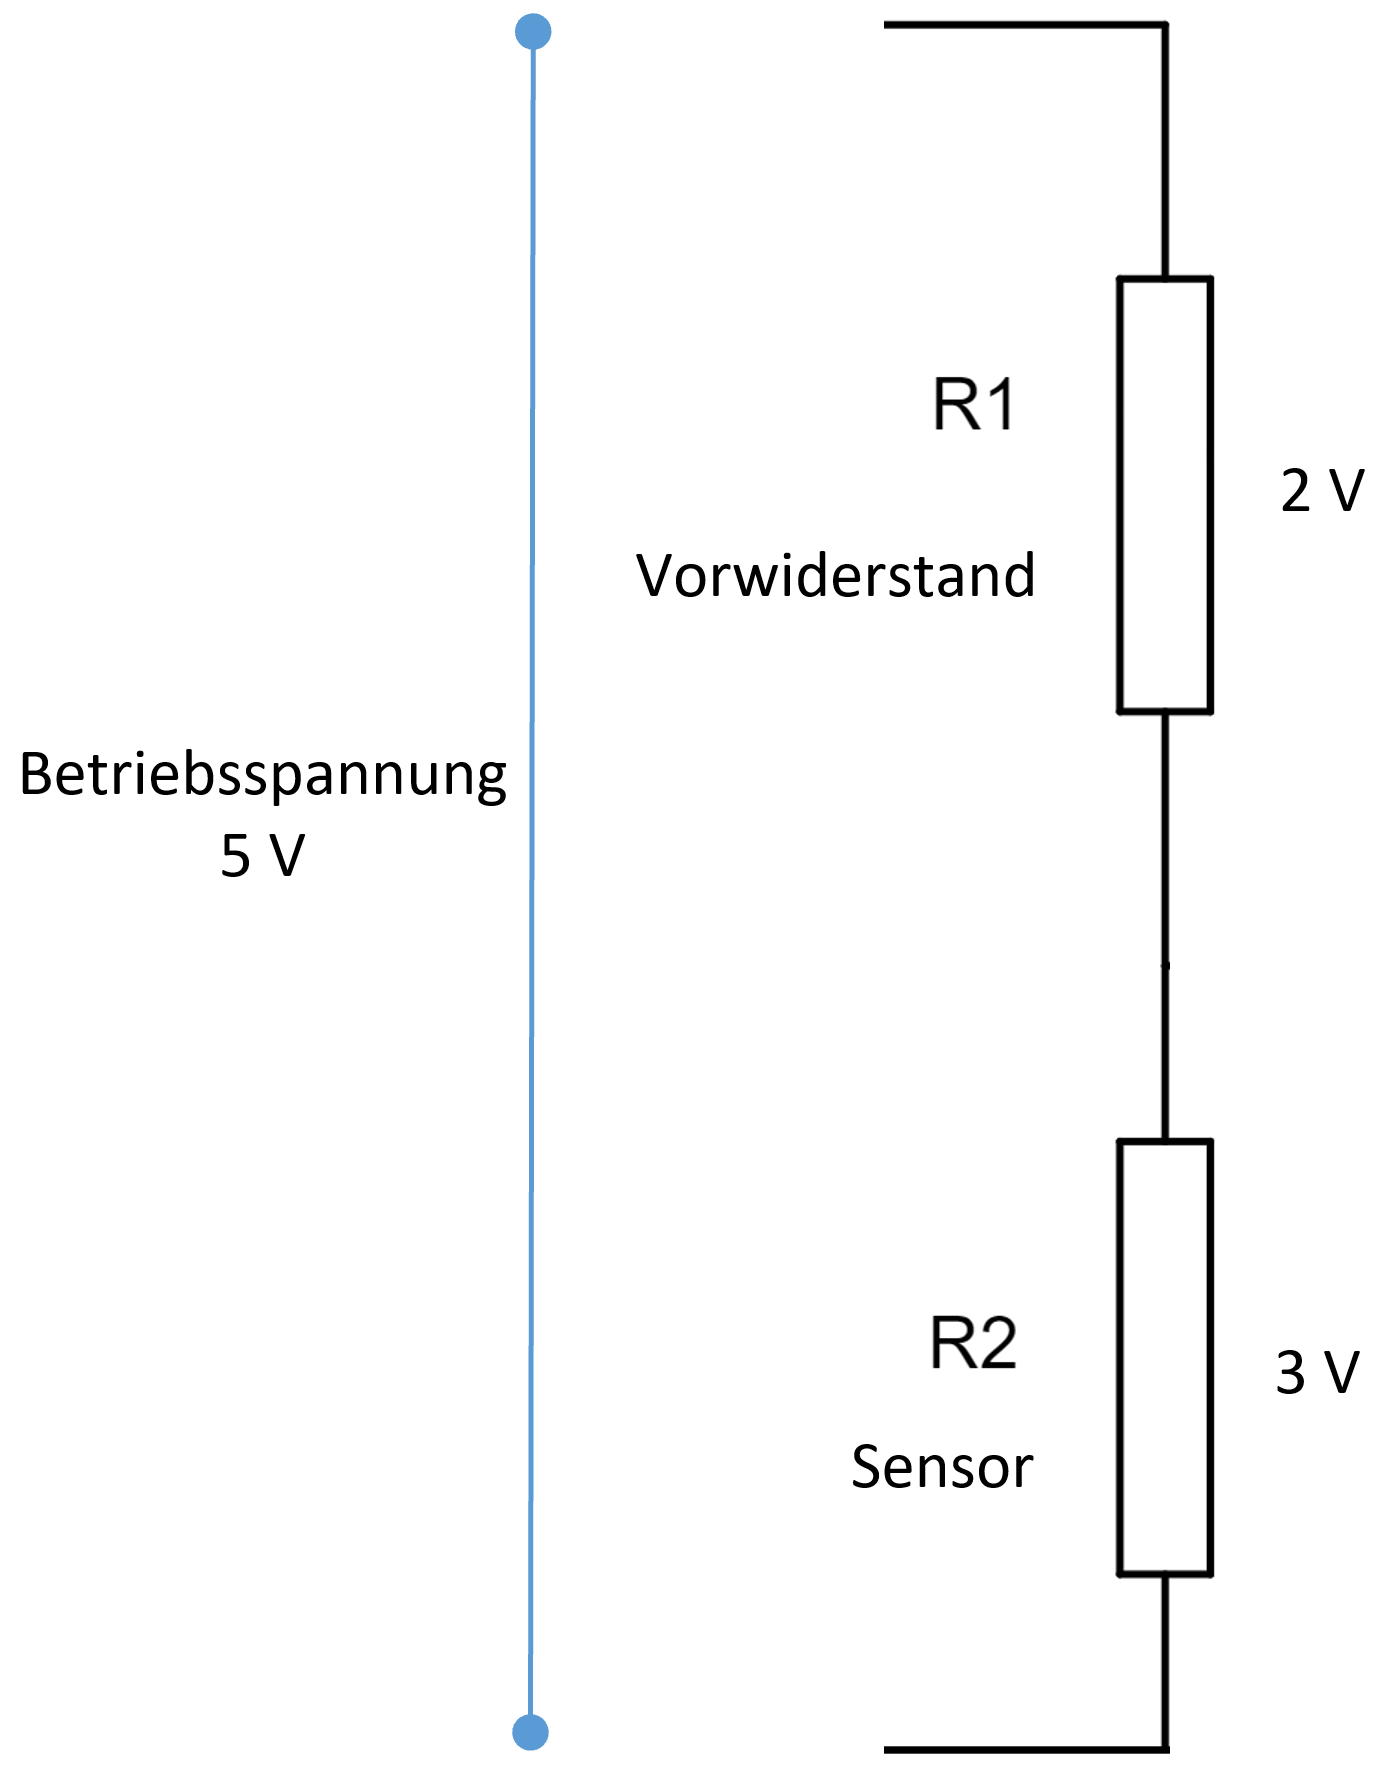 R1
2 V
Vorwiderstand
Betriebsspannung
5 V
R2
3 V
Sensor